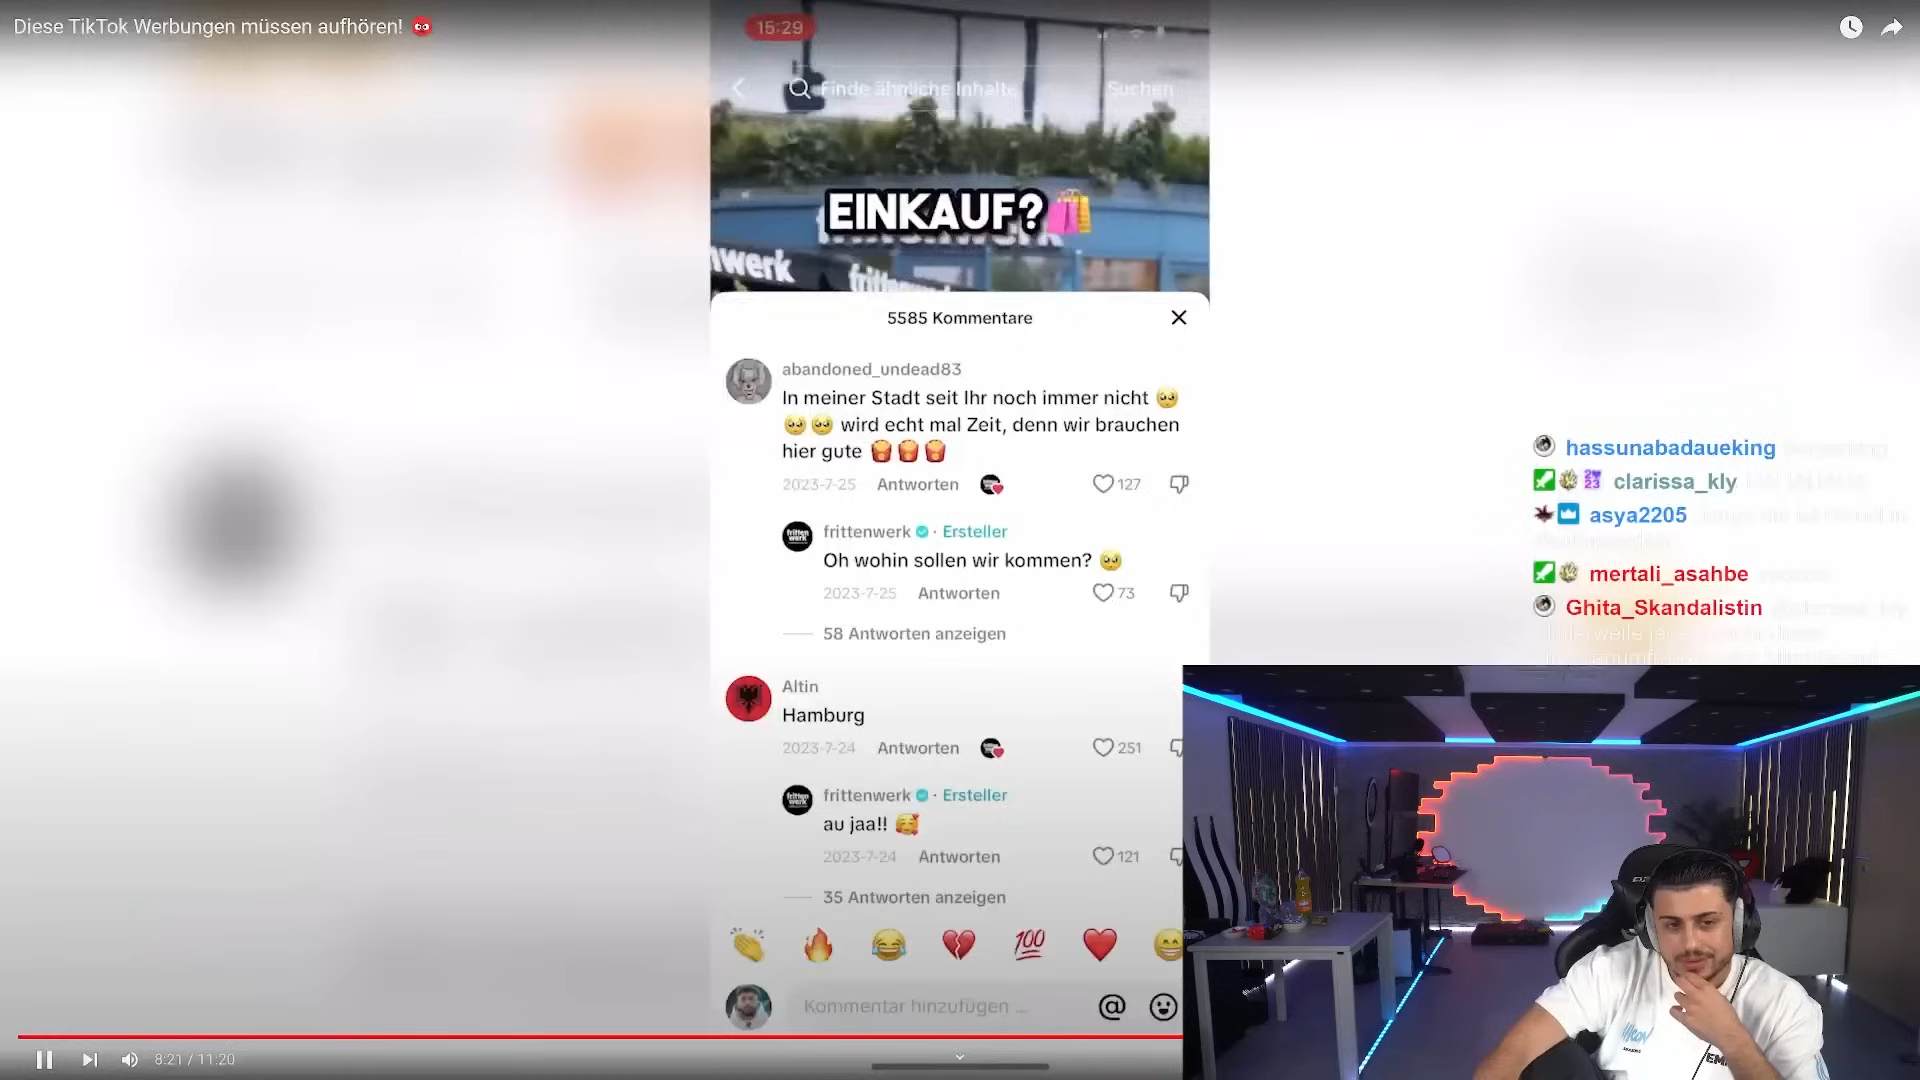 Diese TikTok Werbungen müssen aufhören!
15:29
Finde ähnliche Inhalte
Suchen
EINKAUF?
5585 Kommentare
abandoned_undead83
In meiner Stadt seit Ihr noch immer nicht 🥺
🥺🥺 wird echt mal Zeit, denn wir brauchen
hier gute 🍟🍟🍟
2023-7-25 Antworten 127
frittenwerk · Ersteller
Oh wohin sollen wir kommen? 🥺
2023-7-25 Antworten 73
58 Antworten anzeigen
Altin
Hamburg
2023-7-24 Antworten 251
frittenwerk · Ersteller
au jaa!! 🥰
2023-7-24 Antworten 121
35 Antworten anzeigen
Kommentar hinzufügen ...
8:21 / 11:20
hassunabadaueking
clarissa_kly
asya2205
mertali_asahbe
Ghita_Skandalistin